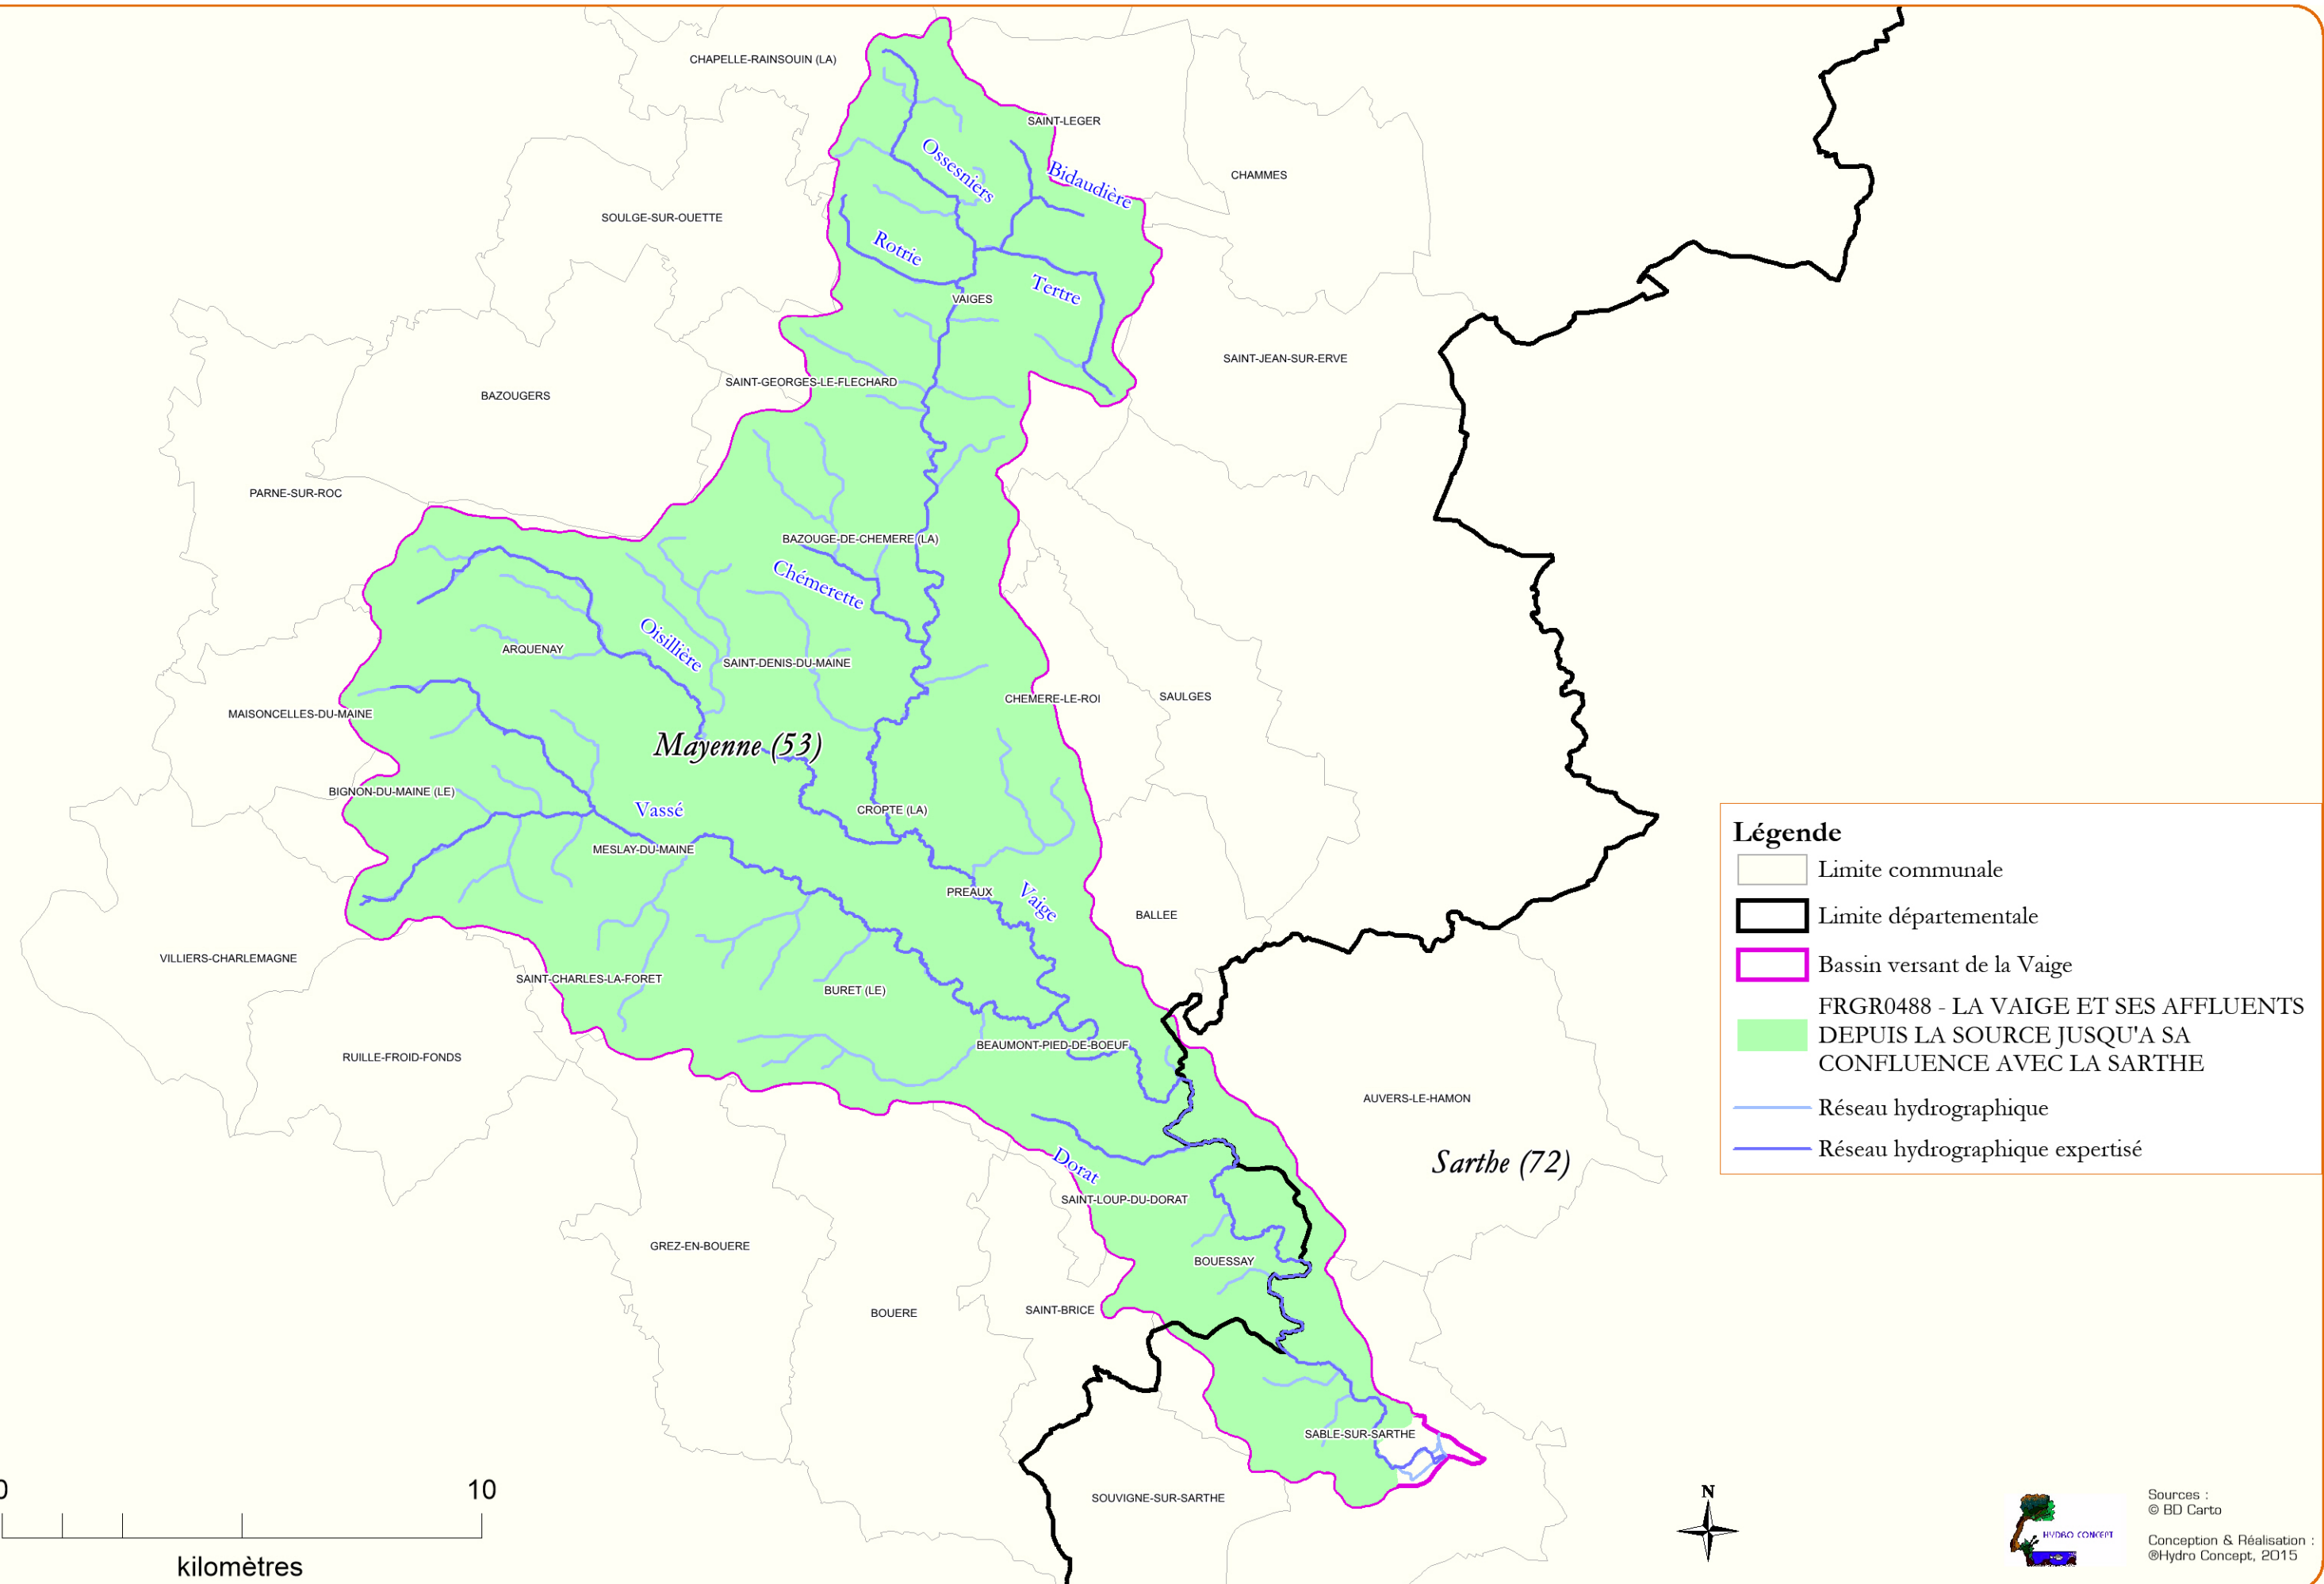 CHAPELLE-RAINSOUIN (LA)
SAINT-LEGER
Ossesniers
Bidaudière
CHAMMES
SOULGE-SUR-OUETTE
Rotrie
Tertre
VAIGES
SAINT-JEAN-SUR-ERVE
SAINT-GEORGES-LE-FLECHARD
BAZOUGERS
PARNE-SUR-ROC
BAZOUGE-DE-CHEMERE (LA)
Chémerette
Oisillière
ARQUENAY
SAINT-DENIS-DU-MAINE
CHEMERE-LE-ROI
SAULGES
MAISONCELLES-DU-MAINE
Mayenne (53)
BIGNON-DU-MAINE (LE)
Vassé
CROPTE (LA)
MESLAY-DU-MAINE
PREAUX
Vaige
BALLEE
VILLIERS-CHARLEMAGNE
SAINT-CHARLES-LA-FORET
BURET (LE)
BEAUMONT-PIED-DE-BOEUF
RUILLE-FROID-FONDS
AUVERS-LE-HAMON
Sarthe (72)
Dorat
SAINT-LOUP-DU-DORAT
GREZ-EN-BOUERE
BOUESSAY
BOUERE
SAINT-BRICE
SABLE-SUR-SARTHE
SOUVIGNE-SUR-SARTHE
Légende
Limite communale
Limite départementale
Bassin versant de la Vaige
FRGR0488 - LA VAIGE ET SES AFFLUENTS
DEPUIS LA SOURCE JUSQU'A SA
CONFLUENCE AVEC LA SARTHE
Réseau hydrographique
Réseau hydrographique expertisé
0 10
kilomètres
N
HYDRO CONCEPT
Sources :
© BD Carto
Conception & Réalisation :
®Hydro Concept, 2015